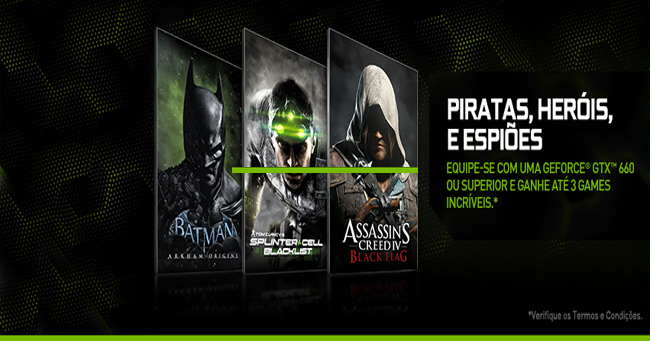 BATMAN
ARKHAM ORIGINS
TOM CLANCY'S
SPLINTER CELL
BLACKLIST
ASSASSIN'S
CREED IV
BLACK FLAG
PIRATAS, HERÓIS,
E ESPIÕES
EQUIPE-SE COM UMA GEFORCE® GTX™ 660
OU SUPERIOR E GANHE ATÉ 3 GAMES
INCRÍVEIS.*
*Verifique os Termos e Condições.